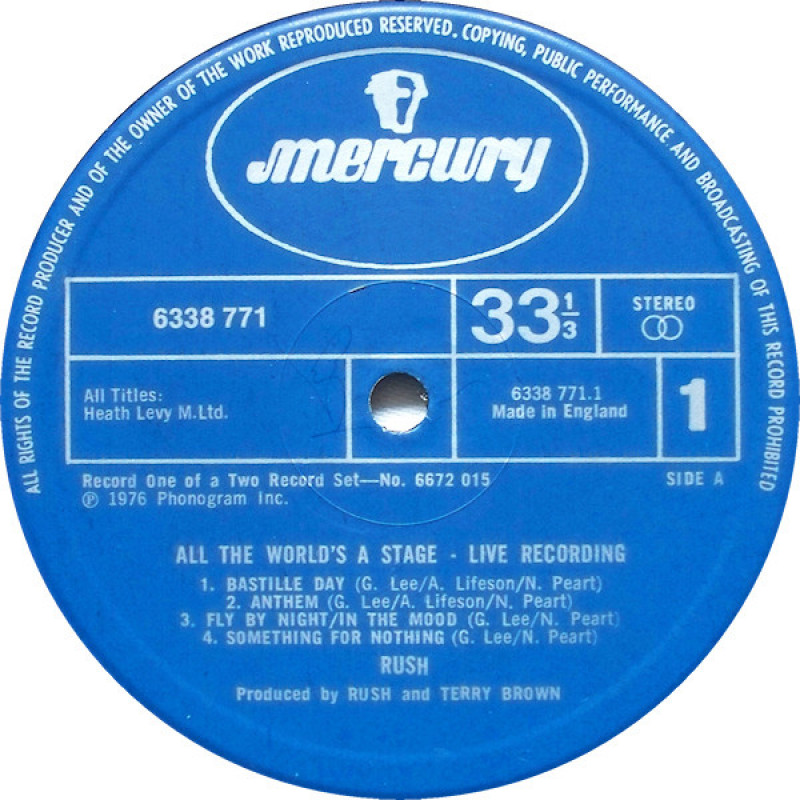 ALL RIGHTS OF THE RECORD PRODUCER AND OF THE OWNER OF THE WORK REPRODUCED RESERVED. COPYING, PUBLIC PERFORMANCE AND BROADCASTING OF THIS RECORD PROHIBITED
mercury
6338 771
33 1/3
STEREO
All Titles:
Heath Levy M.Ltd.
6338 771.1
Made in England
1
Record One of a Two Record Set—No. 6672 015
SIDE A
℗ 1976 Phonogram Inc.
ALL THE WORLD'S A STAGE - LIVE RECORDING
1. BASTILLE DAY (G. Lee/A. Lifeson/N. Peart)
2. ANTHEM (G. Lee/A. Lifeson/N. Peart)
3. FLY BY NIGHT/IN THE MOOD (G. Lee/N. Peart)
4. SOMETHING FOR NOTHING (G. Lee/N. Peart)
RUSH
Produced by RUSH and TERRY BROWN